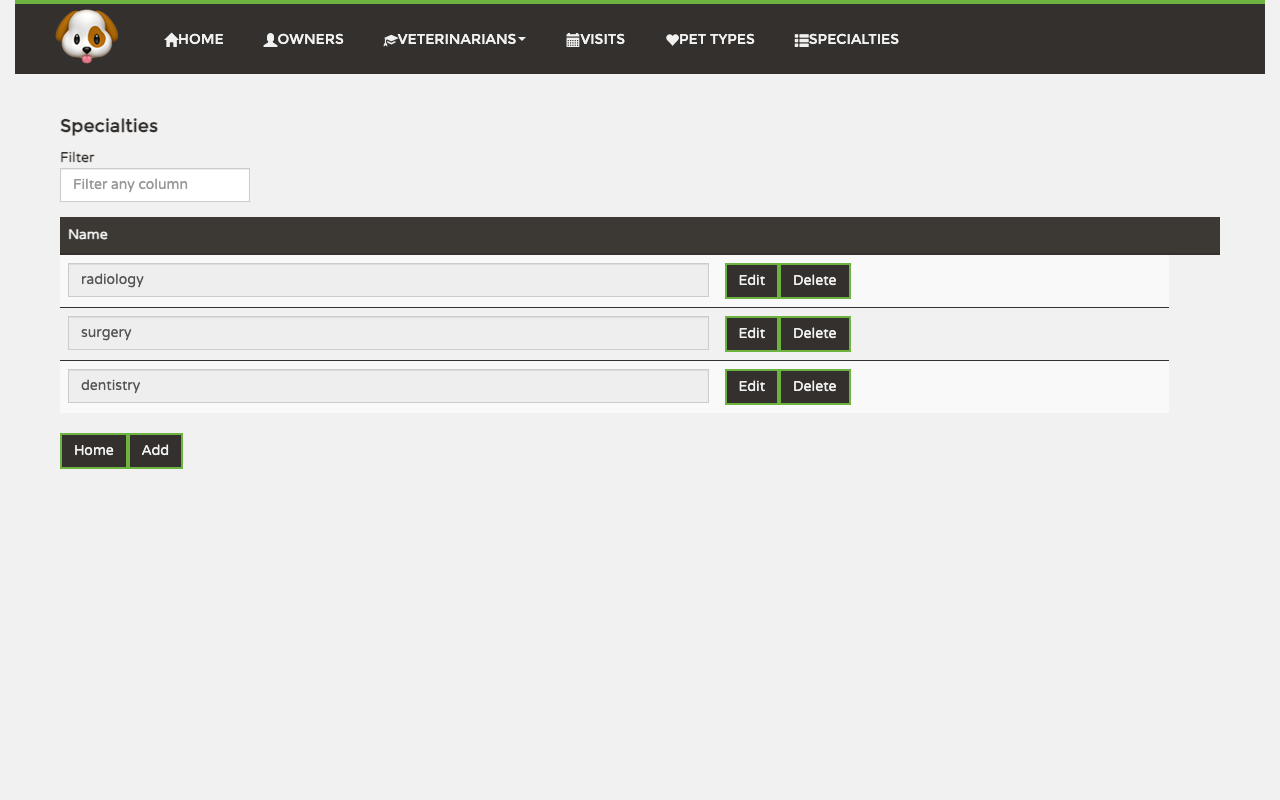 HOME OWNERS VETERINARIANS VISITS PET TYPES SPECIALTIES
Specialties
Filter
Filter any column
Name
radiology Edit Delete
surgery Edit Delete
dentistry Edit Delete
Home Add